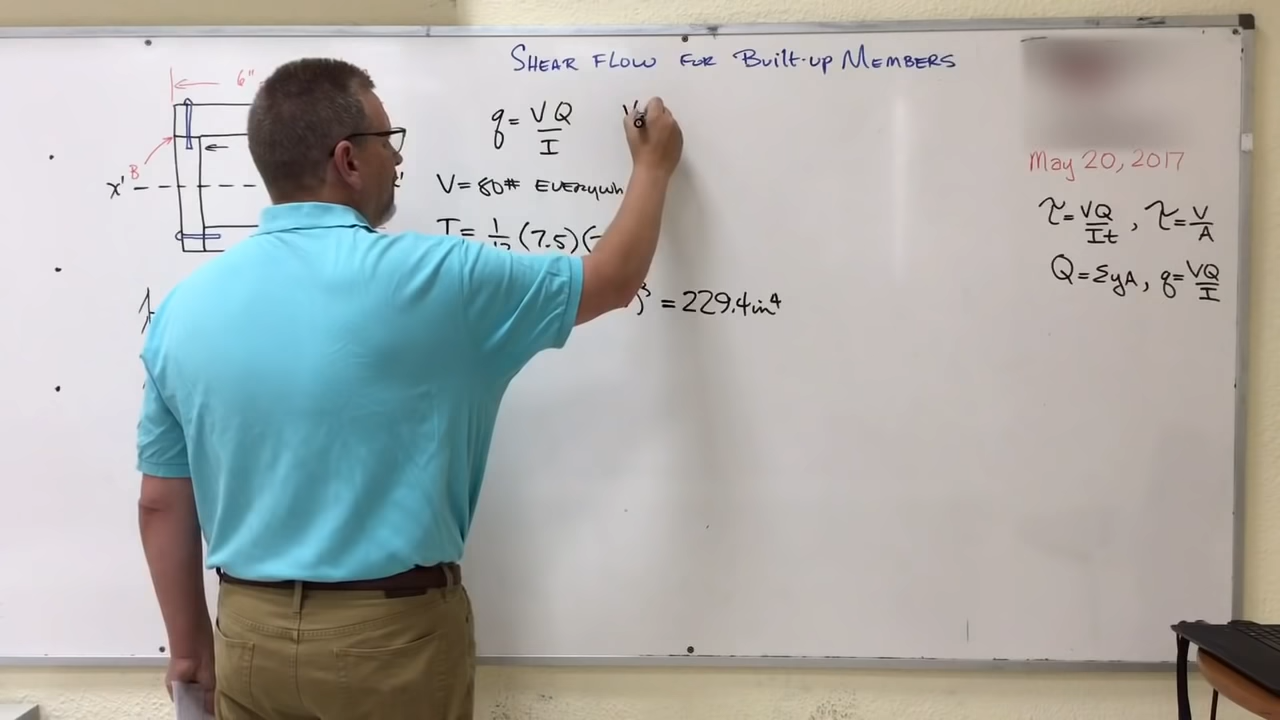 SHEAR FLOW FOR Built-up MEMBERS
6"
B
x'
q = VQ/I
V = 80# EVERYWH
I = 1/12 (7.5)(
)³ = 229.4 in⁴
May 20, 2017
τ = VQ/It , τ = V/A
Q = ΣyA, q = VQ/I